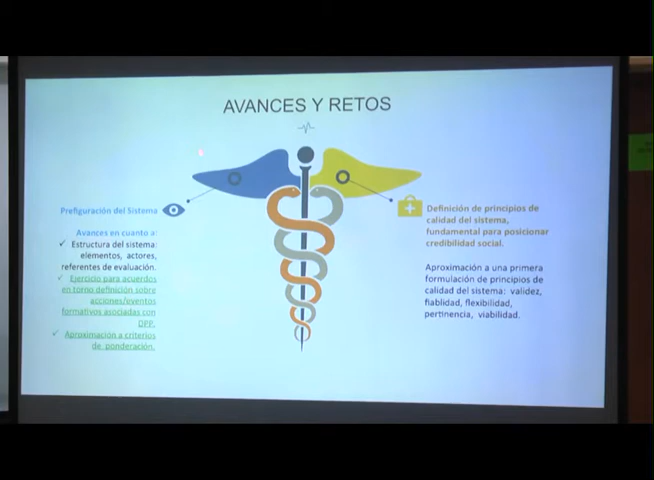 AVANCES Y RETOS
Prefiguración del Sistema
Avances en cuanto a:
✓ Estructura del sistema:
elementos, actores,
referentes de evaluación.
✓ Ejercicio para acuerdos
en torno definición sobre
acciones/eventos
formativos asociadas con
DPP.
✓ Aproximación a criterios
de ponderación.
Definición de principios de
calidad del sistema,
fundamental para posicionar
credibilidad social.
Aproximación a una primera
formulación de principios de
calidad del sistema: validez,
fiabilidad, flexibilidad,
pertinencia, viabilidad.